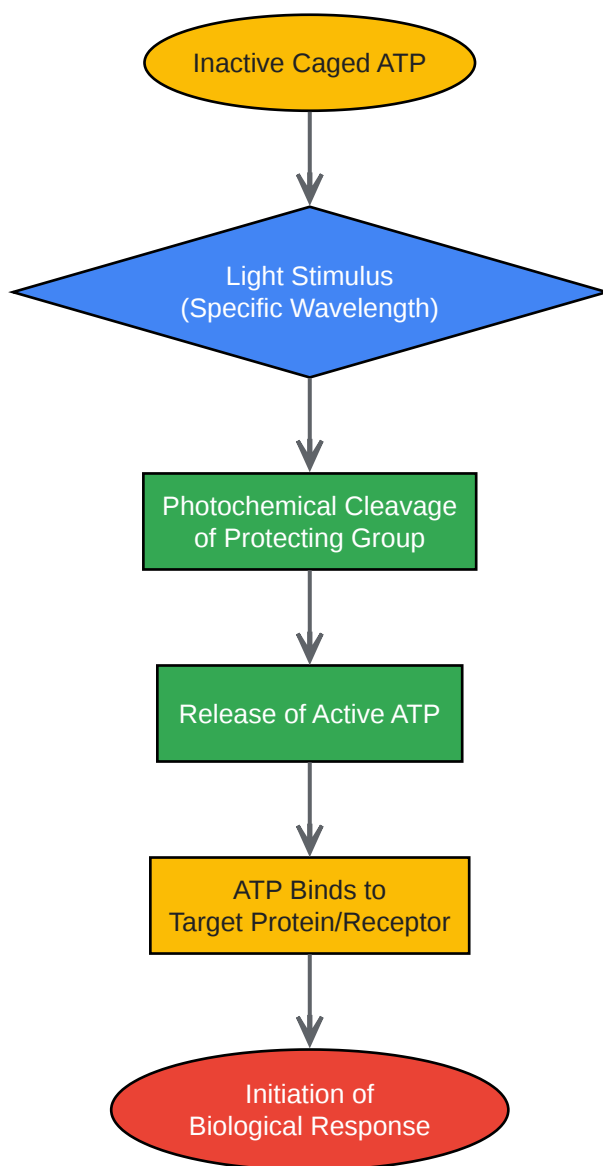 Inactive Caged ATP
Light Stimulus
(Specific Wavelength)
Photochemical Cleavage
of Protecting Group
Release of Active ATP
ATP Binds to
Target Protein/Receptor
Initiation of
Biological Response